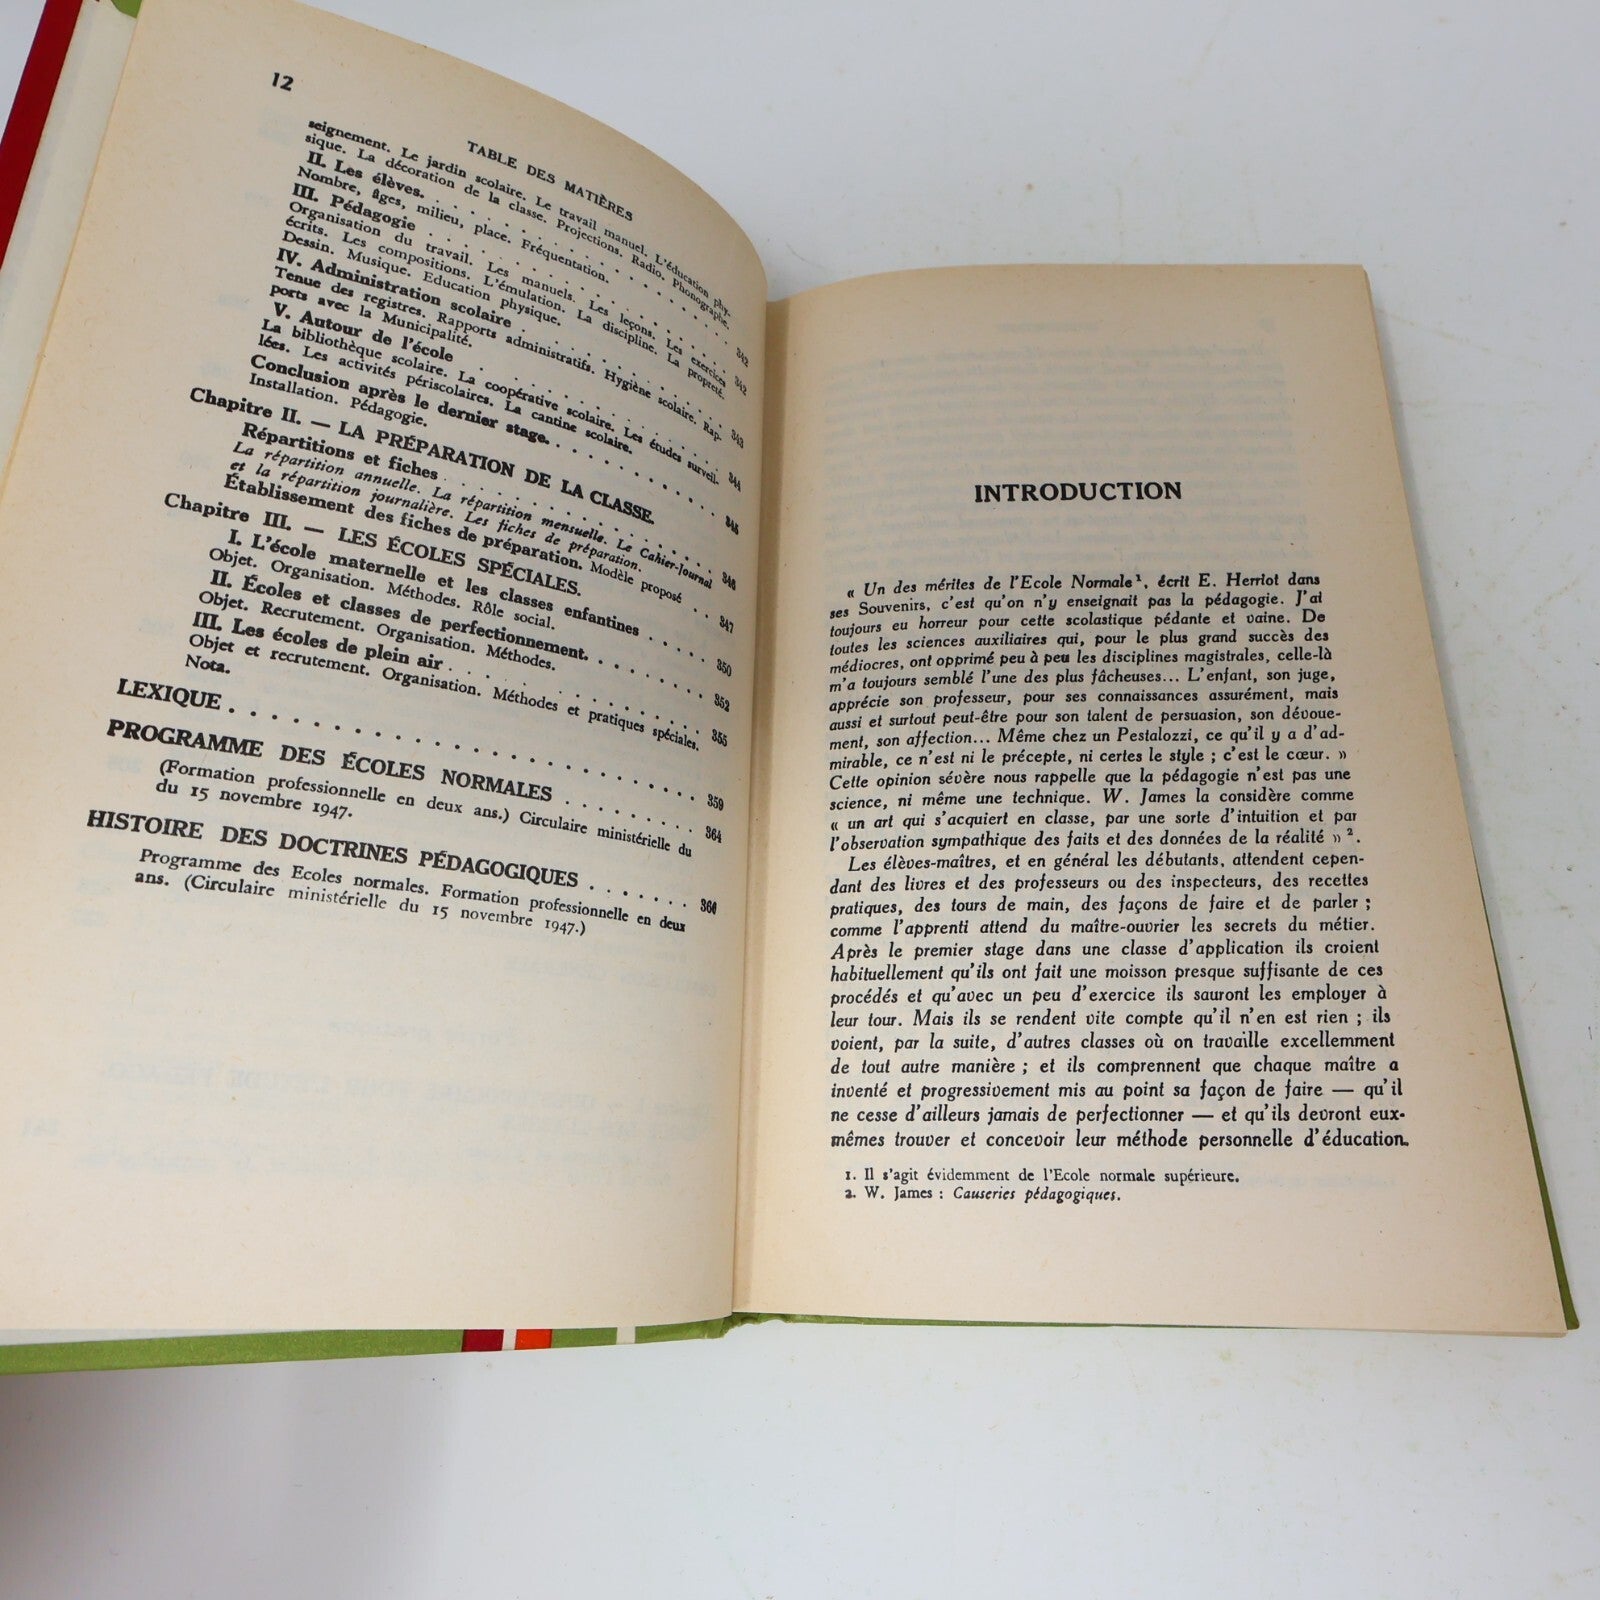 12
TABLE DES MATIÈRES
seignement. Le jardin scolaire. Le travail manuel. L'éducation phy-
sique. La décoration de la classe. Projections. Radio. Phonographe.
II. Les élèves. . . . . . . . . . . . . . . . 342
Nombre, âges, milieu, place. Fréquentation.
III. Pédagogie . . . . . . . . . . . . . . . . 342
Organisation du travail. Les manuels. Les leçons. Les exercices
écrits. Les compositions. L'émulation. La discipline. La propreté.
Dessin. Musique. Education physique.
IV. Administration scolaire . . . . . . . . . . . . 343
Tenue des registres. Rapports administratifs. Hygiène scolaire. Rap-
ports avec la Municipalité.
V. Autour de l'école . . . . . . . . . . . . . . 344
La bibliothèque scolaire. La coopérative scolaire. Les études surveil-
lées. Les activités périscolaires. La cantine scolaire.
Conclusion après le dernier stage. . . . . . . . . . . 345
Installation. Pédagogie.
Chapitre II. — LA PRÉPARATION DE LA CLASSE.
Répartitions et fiches . . . . . . . . . . . . . . 346
La répartition annuelle. La répartition mensuelle. Le Cahier-Journal
et la répartition journalière. Les fiches de préparation.
Établissement des fiches de préparation. Modèle proposé . . 347
Chapitre III. — LES ÉCOLES SPÉCIALES.
I. L'école maternelle et les classes enfantines . . . . . 350
Objet. Organisation. Méthodes. Rôle social.
II. Écoles et classes de perfectionnement. . . . . . . . 352
Objet. Recrutement. Organisation. Méthodes.
III. Les écoles de plein air . . . . . . . . . . . . 355
Objet et recrutement. Organisation. Méthodes et pratiques spéciales.
Nota.
LEXIQUE . . . . . . . . . . . . . . . . . . . 359
PROGRAMME DES ÉCOLES NORMALES . . . . . . . . 364
(Formation professionnelle en deux ans.) Circulaire ministérielle du
du 15 novembre 1947.
HISTOIRE DES DOCTRINES PÉDAGOGIQUES . . . . . . 366
Programme des Ecoles normales. Formation professionnelle en deux
ans. (Circulaire ministérielle du 15 novembre 1947.)
INTRODUCTION
« Un des mérites de l'Ecole Normale¹, écrit E. Herriot dans
ses Souvenirs, c'est qu'on n'y enseignait pas la pédagogie. J'ai
toujours eu horreur pour cette scolastique pédante et vaine. De
toutes les sciences auxiliaires qui, pour le plus grand succès des
médiocres, ont opprimé peu à peu les disciplines magistrales, celle-là
m'a toujours semblé l'une des plus fâcheuses... L'enfant, son juge,
apprécie son professeur, pour ses connaissances assurément, mais
aussi et surtout peut-être pour son talent de persuasion, son dévoue-
ment, son affection... Même chez un Pestalozzi, ce qu'il y a d'ad-
mirable, ce n'est ni le précepte, ni certes le style ; c'est le cœur. »
Cette opinion sévère nous rappelle que la pédagogie n'est pas une
science, ni même une technique. W. James la considère comme
« un art qui s'acquiert en classe, par une sorte d'intuition et par
l'observation sympathique des faits et des données de la réalité »².
Les élèves-maîtres, et en général les débutants, attendent cepen-
dant des livres et des professeurs ou des inspecteurs, des recettes
pratiques, des tours de main, des façons de faire et de parler ;
comme l'apprenti attend du maître-ouvrier les secrets du métier.
Après le premier stage dans une classe d'application ils croient
habituellement qu'ils ont fait une moisson presque suffisante de ces
procédés et qu'avec un peu d'exercice ils sauront les employer à
leur tour. Mais ils se rendent vite compte qu'il n'en est rien ; ils
voient, par la suite, d'autres classes où on travaille excellemment
de tout autre manière ; et ils comprennent que chaque maître a
inventé et progressivement mis au point sa façon de faire — qu'il
ne cesse d'ailleurs jamais de perfectionner — et qu'ils devront eux-
mêmes trouver et concevoir leur méthode personnelle d'éducation.
1. Il s'agit évidemment de l'Ecole normale supérieure.
2. W. James : Causeries pédagogiques.